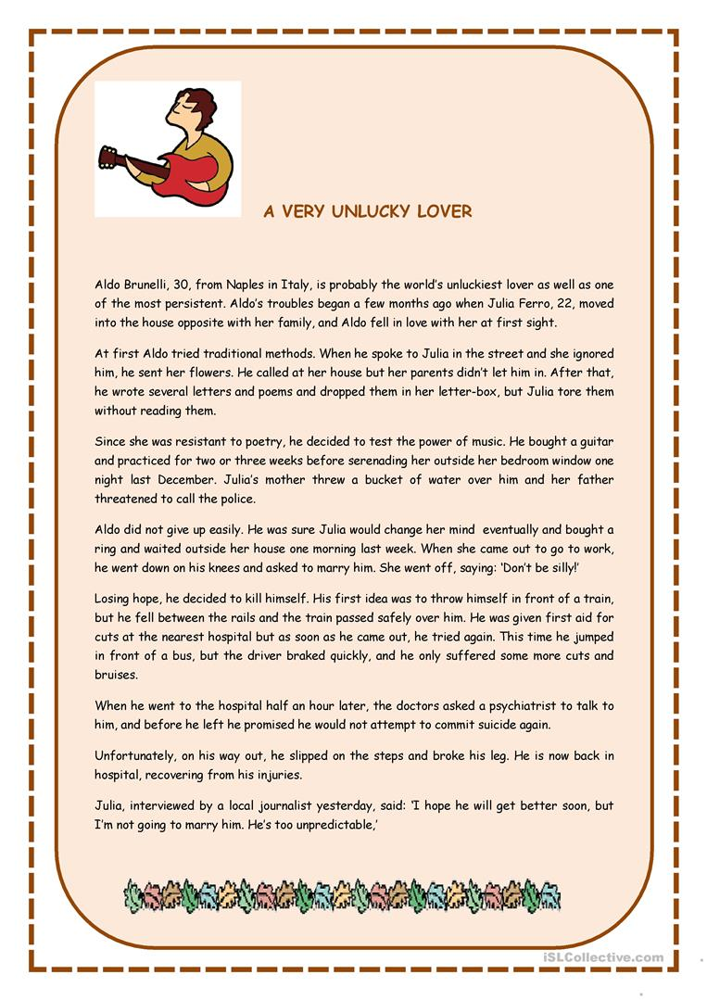 A VERY UNLUCKY LOVER
Aldo Brunelli, 30, from Naples in Italy, is probably the world’s unluckiest lover as well as one
of the most persistent. Aldo’s troubles began a few months ago when Julia Ferro, 22, moved
into the house opposite with her family, and Aldo fell in love with her at first sight.
At first Aldo tried traditional methods. When he spoke to Julia in the street and she ignored
him, he sent her flowers. He called at her house but her parents didn’t let him in. After that,
he wrote several letters and poems and dropped them in her letter-box, but Julia tore them
without reading them.
Since she was resistant to poetry, he decided to test the power of music. He bought a guitar
and practiced for two or three weeks before serenading her outside her bedroom window one
night last December. Julia’s mother threw a bucket of water over him and her father
threatened to call the police.
Aldo did not give up easily. He was sure Julia would change her mind  eventually and bought a
ring and waited outside her house one morning last week. When she came out to go to work,
he went down on his knees and asked to marry him. She went off, saying: ‘Don’t be silly!’
Losing hope, he decided to kill himself. His first idea was to throw himself in front of a train,
but he fell between the rails and the train passed safely over him. He was given first aid for
cuts at the nearest hospital but as soon as he came out, he tried again. This time he jumped
in front of a bus, but the driver braked quickly, and he only suffered some more cuts and
bruises.
When he went to the hospital half an hour later, the doctors asked a psychiatrist to talk to
him, and before he left he promised he would not attempt to commit suicide again.
Unfortunately, on his way out, he slipped on the steps and broke his leg. He is now back in
hospital, recovering from his injuries.
Julia, interviewed by a local journalist yesterday, said: ‘I hope he will get better soon, but
I’m not going to marry him. He’s too unpredictable,’
iSLCollective.com